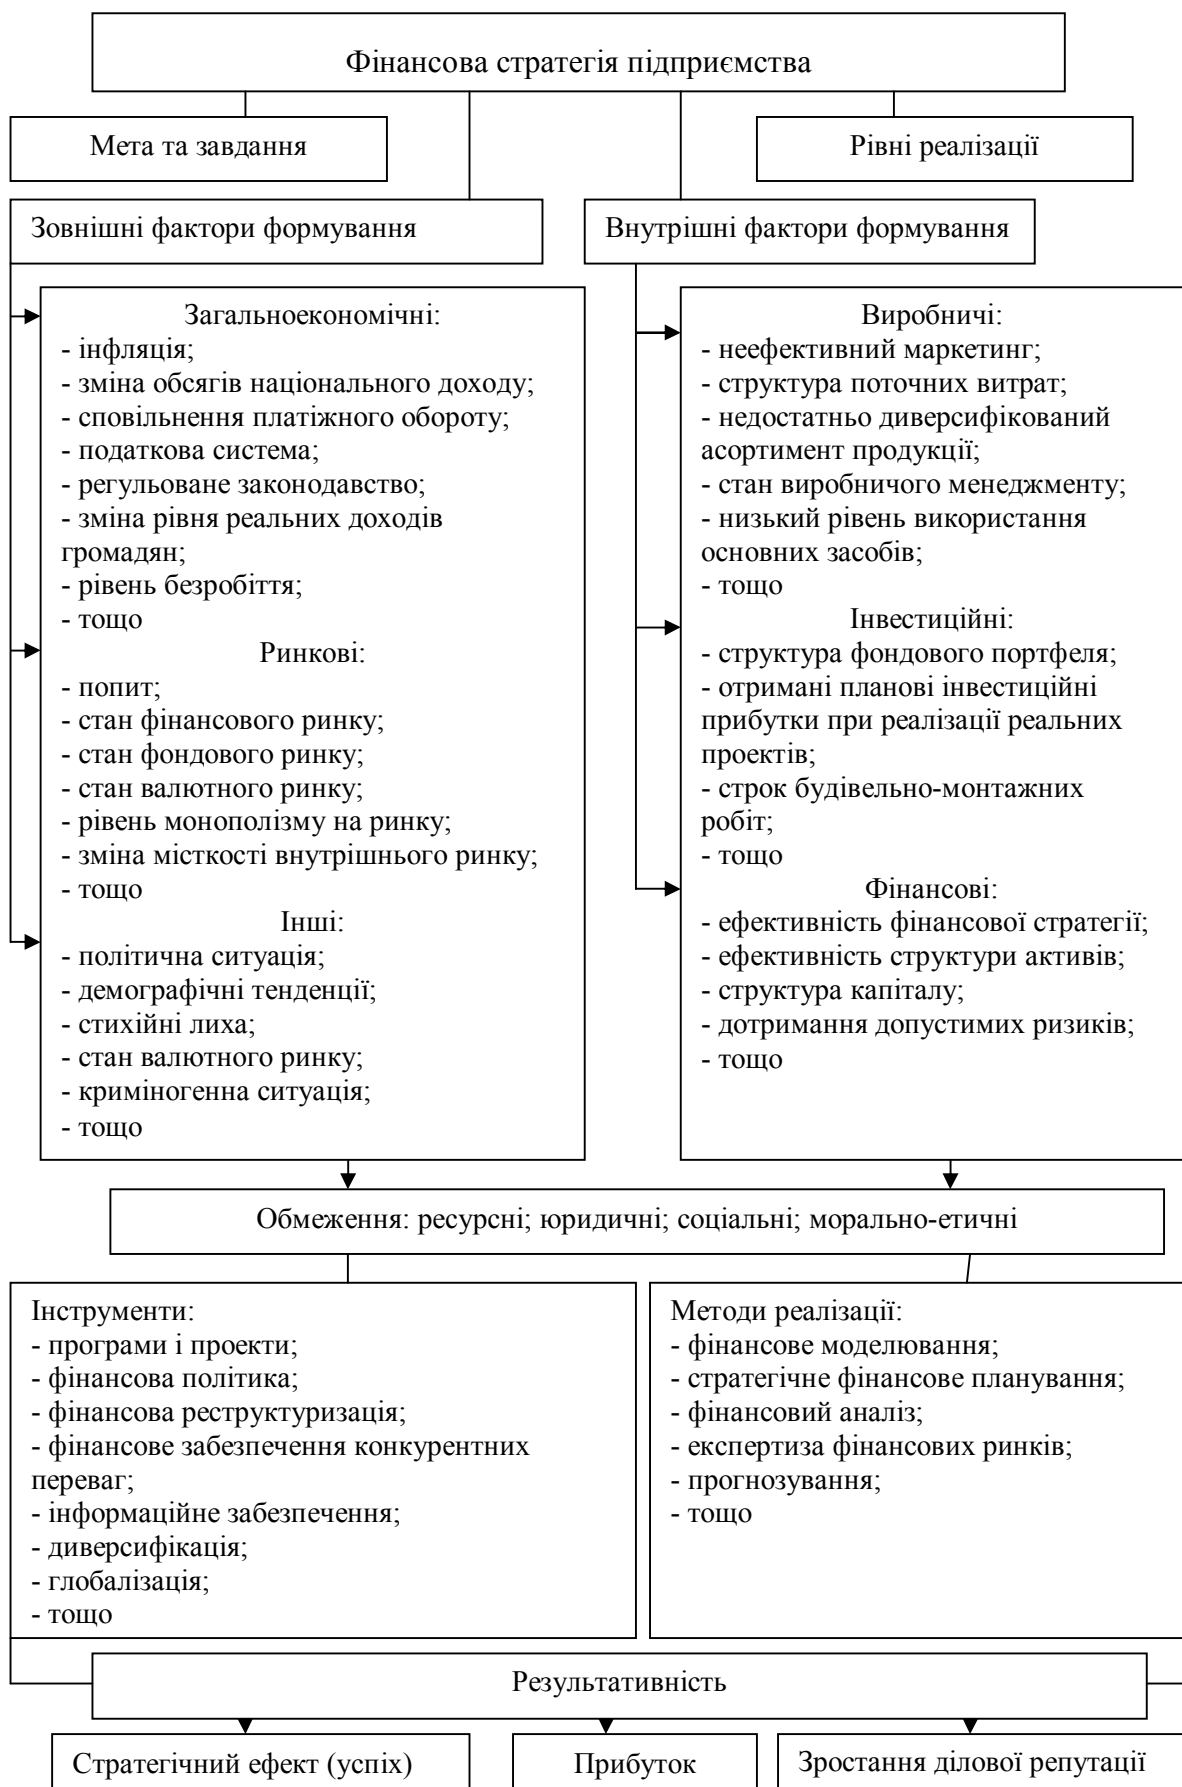 Фінансова стратегія підприємства
Мета та завдання
Рівні реалізації
Зовнішні фактори формування
Внутрішні фактори формування
Загальноекономічні:
- інфляція;
- зміна обсягів національного доходу;
- сповільнення платіжного обороту;
- податкова система;
- регульоване законодавство;
- зміна рівня реальних доходів
громадян;
- рівень безробіття;
- тощо
Ринкові:
- попит;
- стан фінансового ринку;
- стан фондового ринку;
- стан валютного ринку;
- рівень монополізму на ринку;
- зміна місткості внутрішнього ринку;
- тощо
Інші:
- політична ситуація;
- демографічні тенденції;
- стихійні лиха;
- стан валютного ринку;
- криміногенна ситуація;
- тощо
Виробничі:
- неефективний маркетинг;
- структура поточних витрат;
- недостатньо диверсифікований
асортимент продукції;
- стан виробничого менеджменту;
- низький рівень використання
основних засобів;
- тощо
Інвестиційні:
- структура фондового портфеля;
- отримані планові інвестиційні
прибутки при реалізації реальних
проектів;
- строк будівельно-монтажних
робіт;
- тощо
Фінансові:
- ефективність фінансової стратегії;
- ефективність структури активів;
- структура капіталу;
- дотримання допустимих ризиків;
- тощо
Обмеження: ресурсні; юридичні; соціальні; морально-етичні
Інструменти:
- програми і проекти;
- фінансова політика;
- фінансова реструктуризація;
- фінансове забезпечення конкурентних
переваг;
- інформаційне забезпечення;
- диверсифікація;
- глобалізація;
- тощо
Методи реалізації:
- фінансове моделювання;
- стратегічне фінансове планування;
- фінансовий аналіз;
- експертиза фінансових ринків;
- прогнозування;
- тощо
Результативність
Стратегічний ефект (успіх)
Прибуток
Зростання ділової репутації